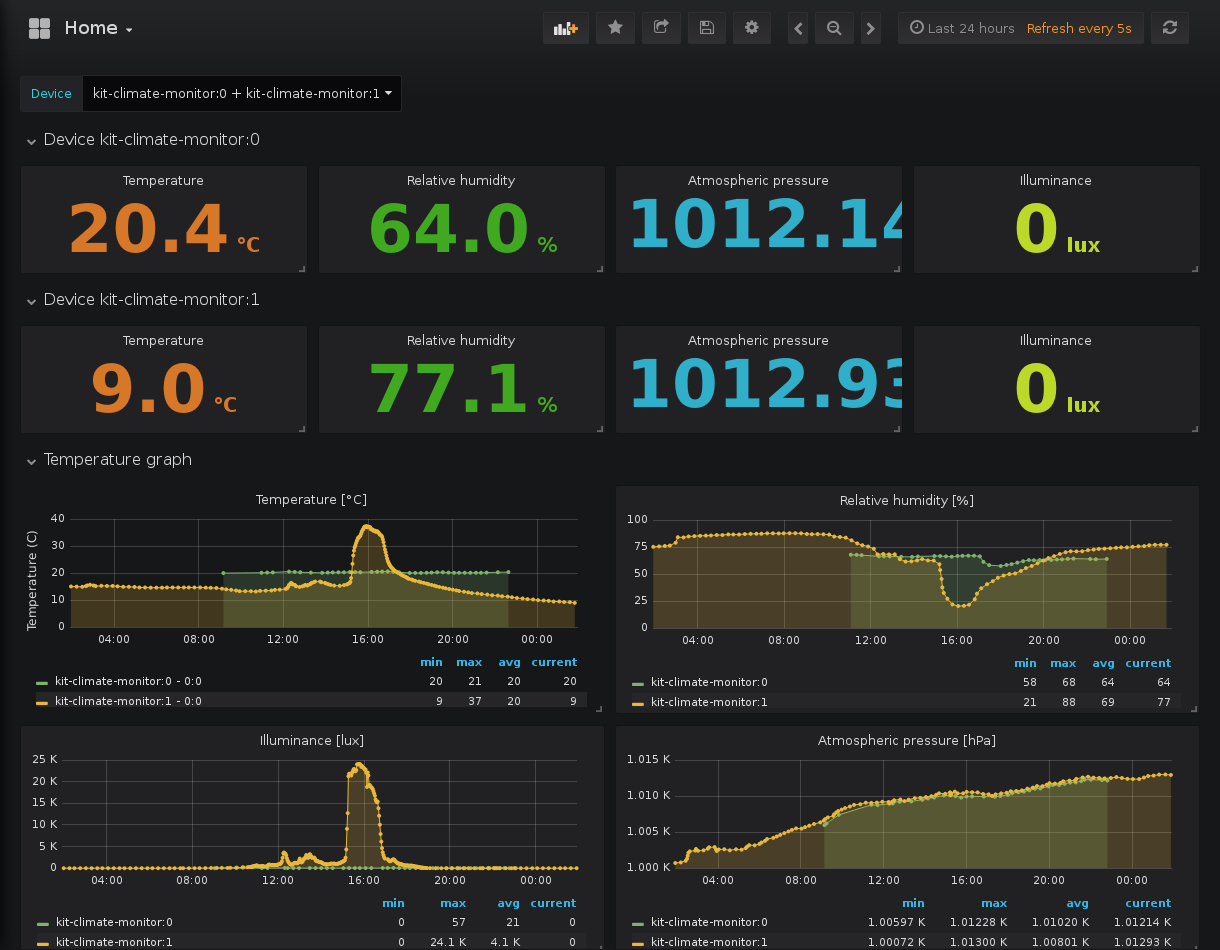 Home
Last 24 hours Refresh every 5s
Device kit-climate-monitor:0 + kit-climate-monitor:1
Device kit-climate-monitor:0
Temperature Relative humidity Atmospheric pressure Illuminance
20.4 °C 64.0 % 1012.14 0 lux
Device kit-climate-monitor:1
Temperature Relative humidity Atmospheric pressure Illuminance
9.0 °C 77.1 % 1012.93 0 lux
Temperature graph
Temperature [°C]
Temperature (C)
40
30
20
10
0
04:00 08:00 12:00 16:00 20:00 00:00
min max avg current
kit-climate-monitor:0 - 0:0 20 21 20 20
kit-climate-monitor:1 - 0:0 9 37 20 9
Relative humidity [%]
100
75
50
25
0
04:00 08:00 12:00 16:00 20:00 00:00
min max avg current
kit-climate-monitor:0 58 68 64 64
kit-climate-monitor:1 21 88 69 77
Illuminance [lux]
25 K
20 K
15 K
10 K
5 K
0
04:00 08:00 12:00 16:00 20:00 00:00
min max avg current
kit-climate-monitor:0 0 57 21 0
kit-climate-monitor:1 0 24.1 K 4.1 K 0
Atmospheric pressure [hPa]
1.015 K
1.010 K
1.005 K
1.000 K
04:00 08:00 12:00 16:00 20:00 00:00
min max avg current
kit-climate-monitor:0 1.00597 K 1.01228 K 1.01020 K 1.01214 K
kit-climate-monitor:1 1.00072 K 1.01300 K 1.00801 K 1.01293 K